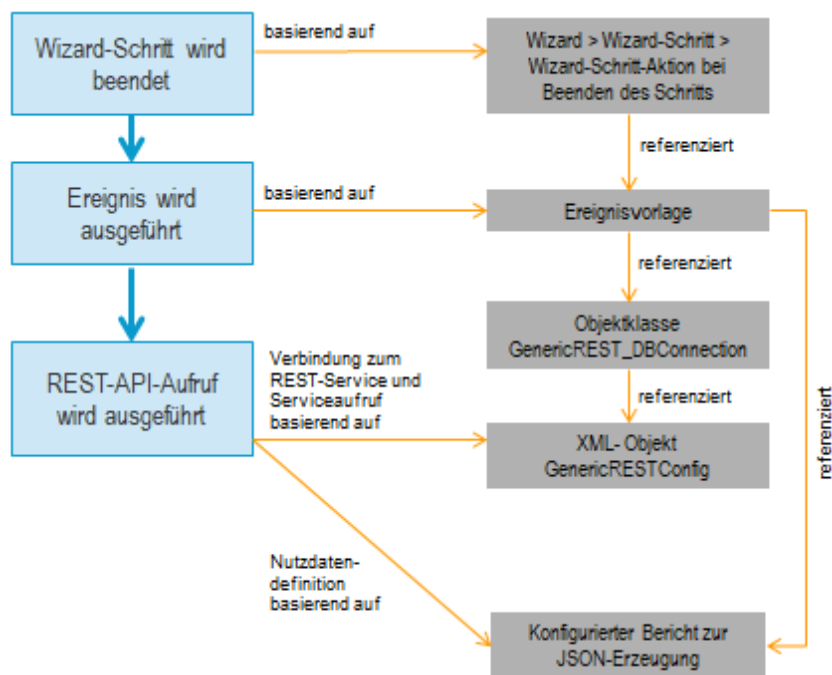 Wizard-Schritt wird
beendet
basierend auf
Wizard > Wizard-Schritt >
Wizard-Schritt-Aktion bei
Beenden des Schritts
referenziert
Ereignis wird
ausgeführt
basierend auf
Ereignisvorlage
referenziert
Objektklasse
GenericREST_DBConnection
referenziert
REST-API-Aufruf
wird ausgeführt
Verbindung zum
REST-Service und
Serviceaufruf
basierend auf
XML- Objekt
GenericRESTConfig
referenziert
Nutzdaten-
definition
basierend auf
Konfigurierter Bericht zur
JSON-Erzeugung